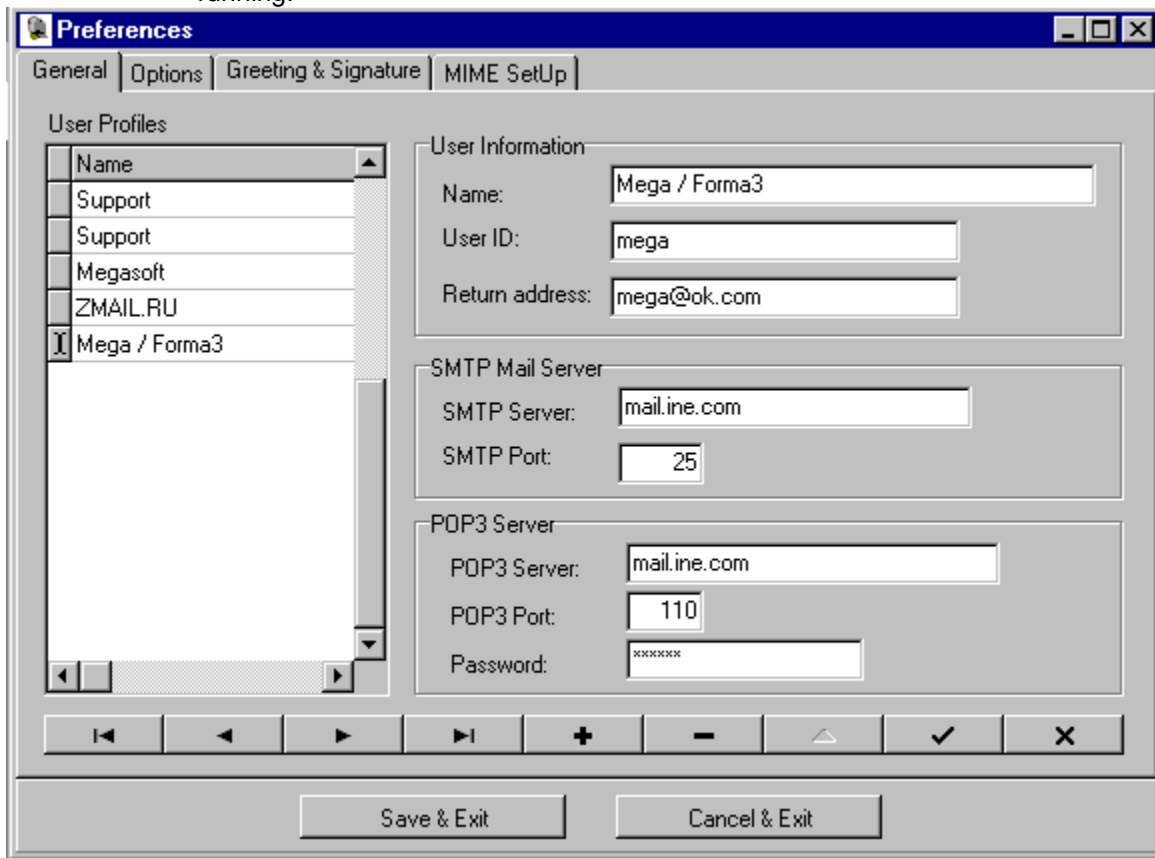 running.
Preferences
General Options Greeting & Signature MIME SetUp
User Profiles
Name
Support
Support
Megasoft
ZMAIL.RU
Mega / Forma3
User Information
Name: Mega / Forma3
User ID: mega
Return address: mega@ok.com
SMTP Mail Server
SMTP Server: mail.ine.com
SMTP Port: 25
POP3 Server
POP3 Server: mail.ine.com
POP3 Port: 110
Password: xxxxxx
Save & Exit Cancel & Exit